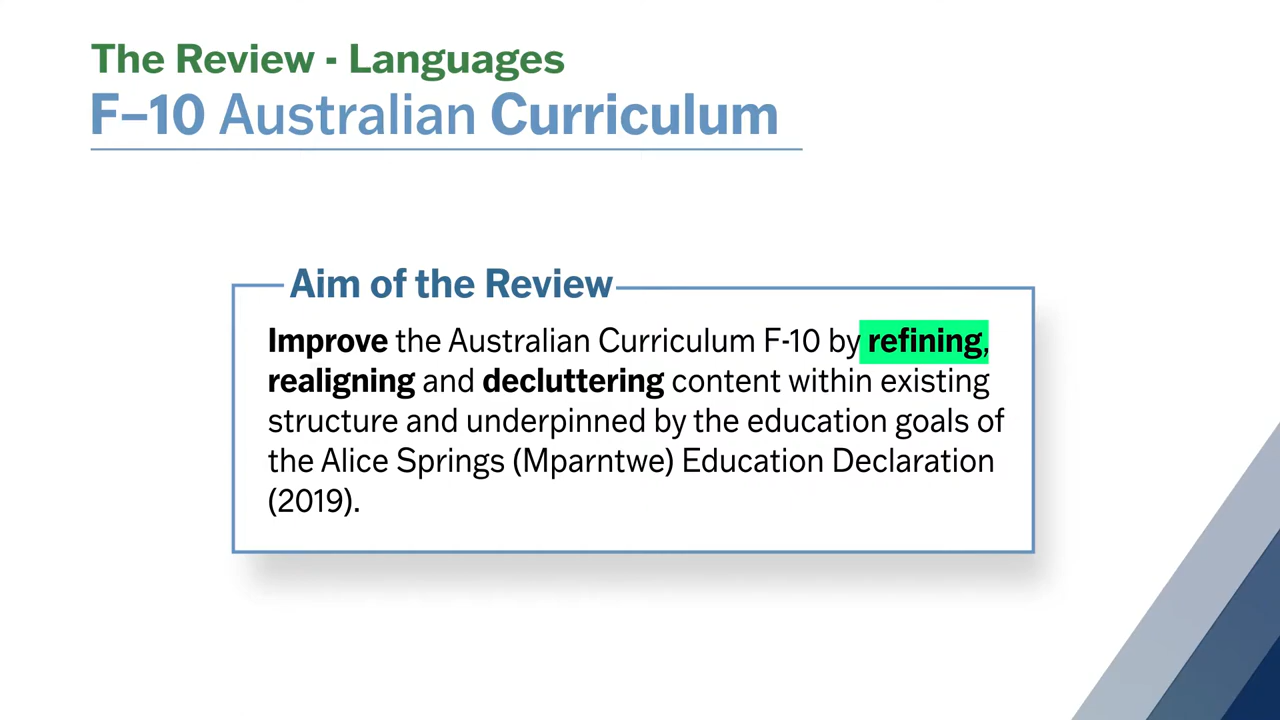 The Review - Languages
F–10 Australian Curriculum
Aim of the Review
Improve the Australian Curriculum F-10 by refining,
realigning and decluttering content within existing
structure and underpinned by the education goals of
the Alice Springs (Mparntwe) Education Declaration
(2019).